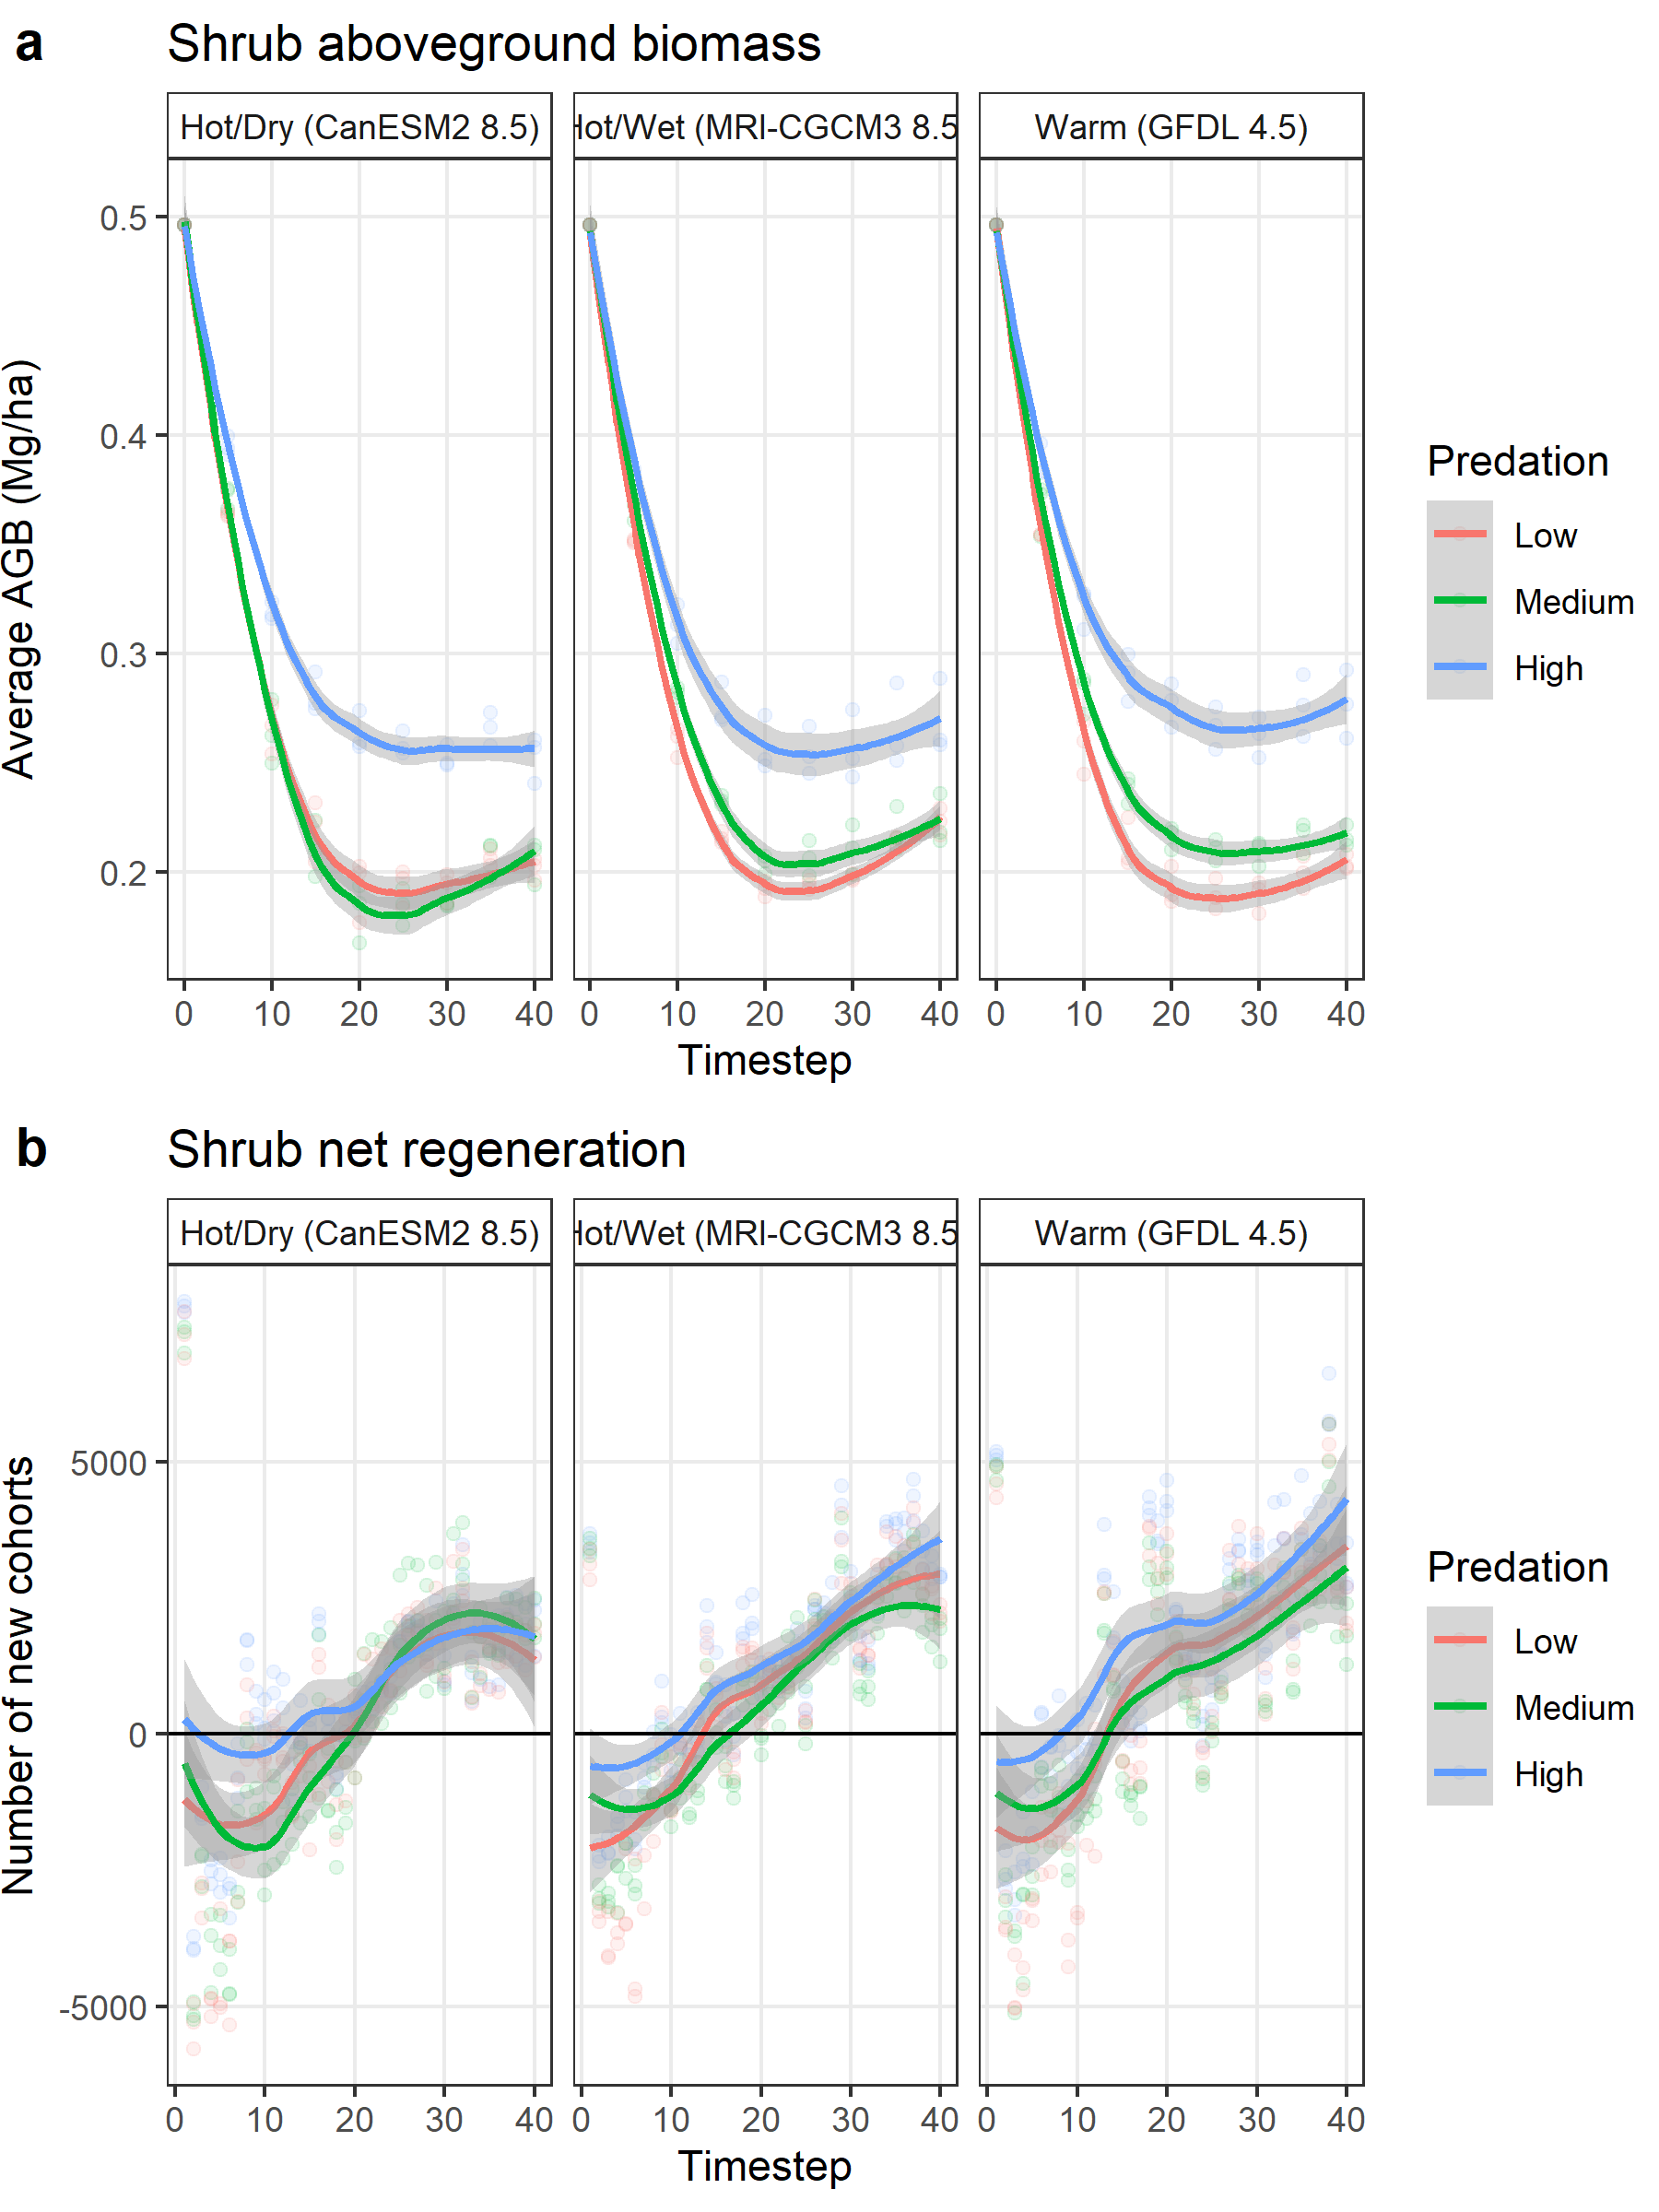 a
Shrub aboveground biomass
Hot/Dry (CanESM2 8.5)
Hot/Wet (MRI-CGCM3 8.5
Warm (GFDL 4.5)
Average AGB (Mg/ha)
0.5
0.4
0.3
0.2
0 10 20 30 40
0 10 20 30 40
0 10 20 30 40
Timestep
Predation
Low
Medium
High
b
Shrub net regeneration
Hot/Dry (CanESM2 8.5)
Hot/Wet (MRI-CGCM3 8.5
Warm (GFDL 4.5)
Number of new cohorts
5000
0
-5000
0 10 20 30 40
0 10 20 30 40
0 10 20 30 40
Timestep
Predation
Low
Medium
High